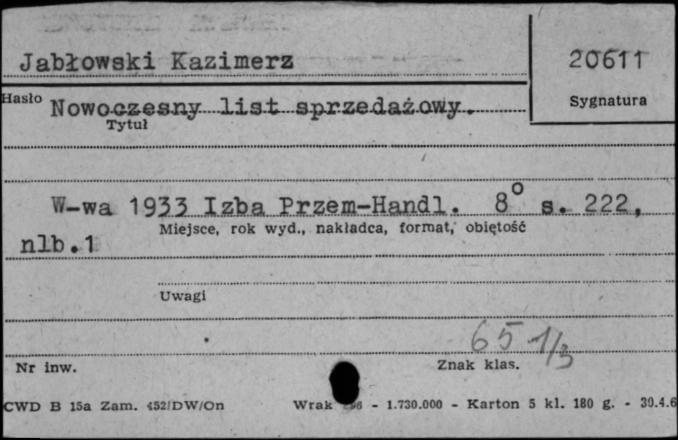 Jabłowski Kazimerz
20611
Hasło
Sygnatura
Nowoczesny list sprzedażowy.
Tytuł
W-wa 1933 Izba Przem-Handl. 8° s. 222,
Miejsce, rok wyd., nakładca, format, objętość
nlb.1
Uwagi
65 1/3
Nr inw.
Znak klas.
CWD B 15a Zam. 452/DW/On
Wrak - 1.730.000 - Karton 5 kl. 180 g. - 30.4.6